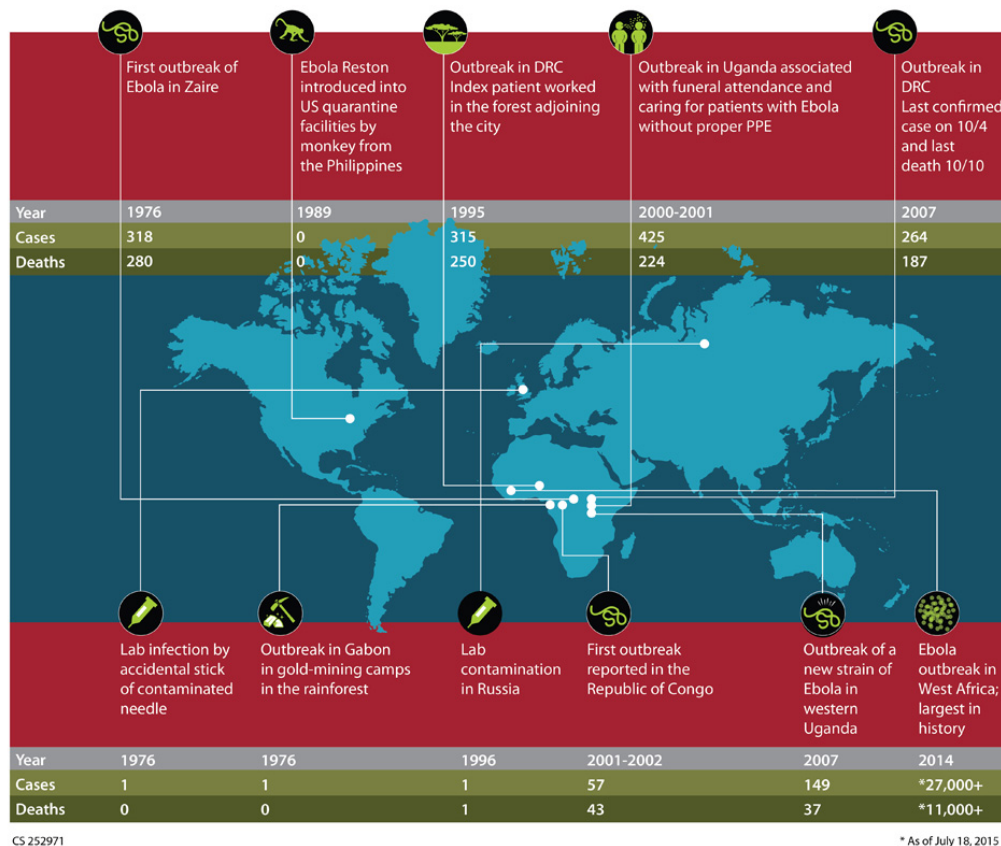 First outbreak of
Ebola in Zaire
Ebola Reston
introduced into
US quarantine
facilities by
monkey from
the Philippines
Outbreak in DRC
Index patient worked
in the forest adjoining
the city
Outbreak in Uganda associated
with funeral attendance and
caring for patients with Ebola
without proper PPE
Outbreak in
DRC
Last confirmed
case on 10/4
and last
death 10/10
Year 1976 1989 1995 2000-2001 2007
Cases 318 0 315 425 264
Deaths 280 0 250 224 187
Lab infection by
accidental stick
of contaminated
needle
Outbreak in Gabon
in gold-mining camps
in the rainforest
Lab
contamination
in Russia
First outbreak
reported in the
Republic of Congo
Outbreak of a
new strain of
Ebola in
western
Uganda
Ebola
outbreak in
West Africa;
largest in
history
Year 1976 1976 1996 2001-2002 2007 2014
Cases 1 1 1 57 149 *27,000+
Deaths 0 0 1 43 37 *11,000+
CS 252971
* As of July 18, 2015